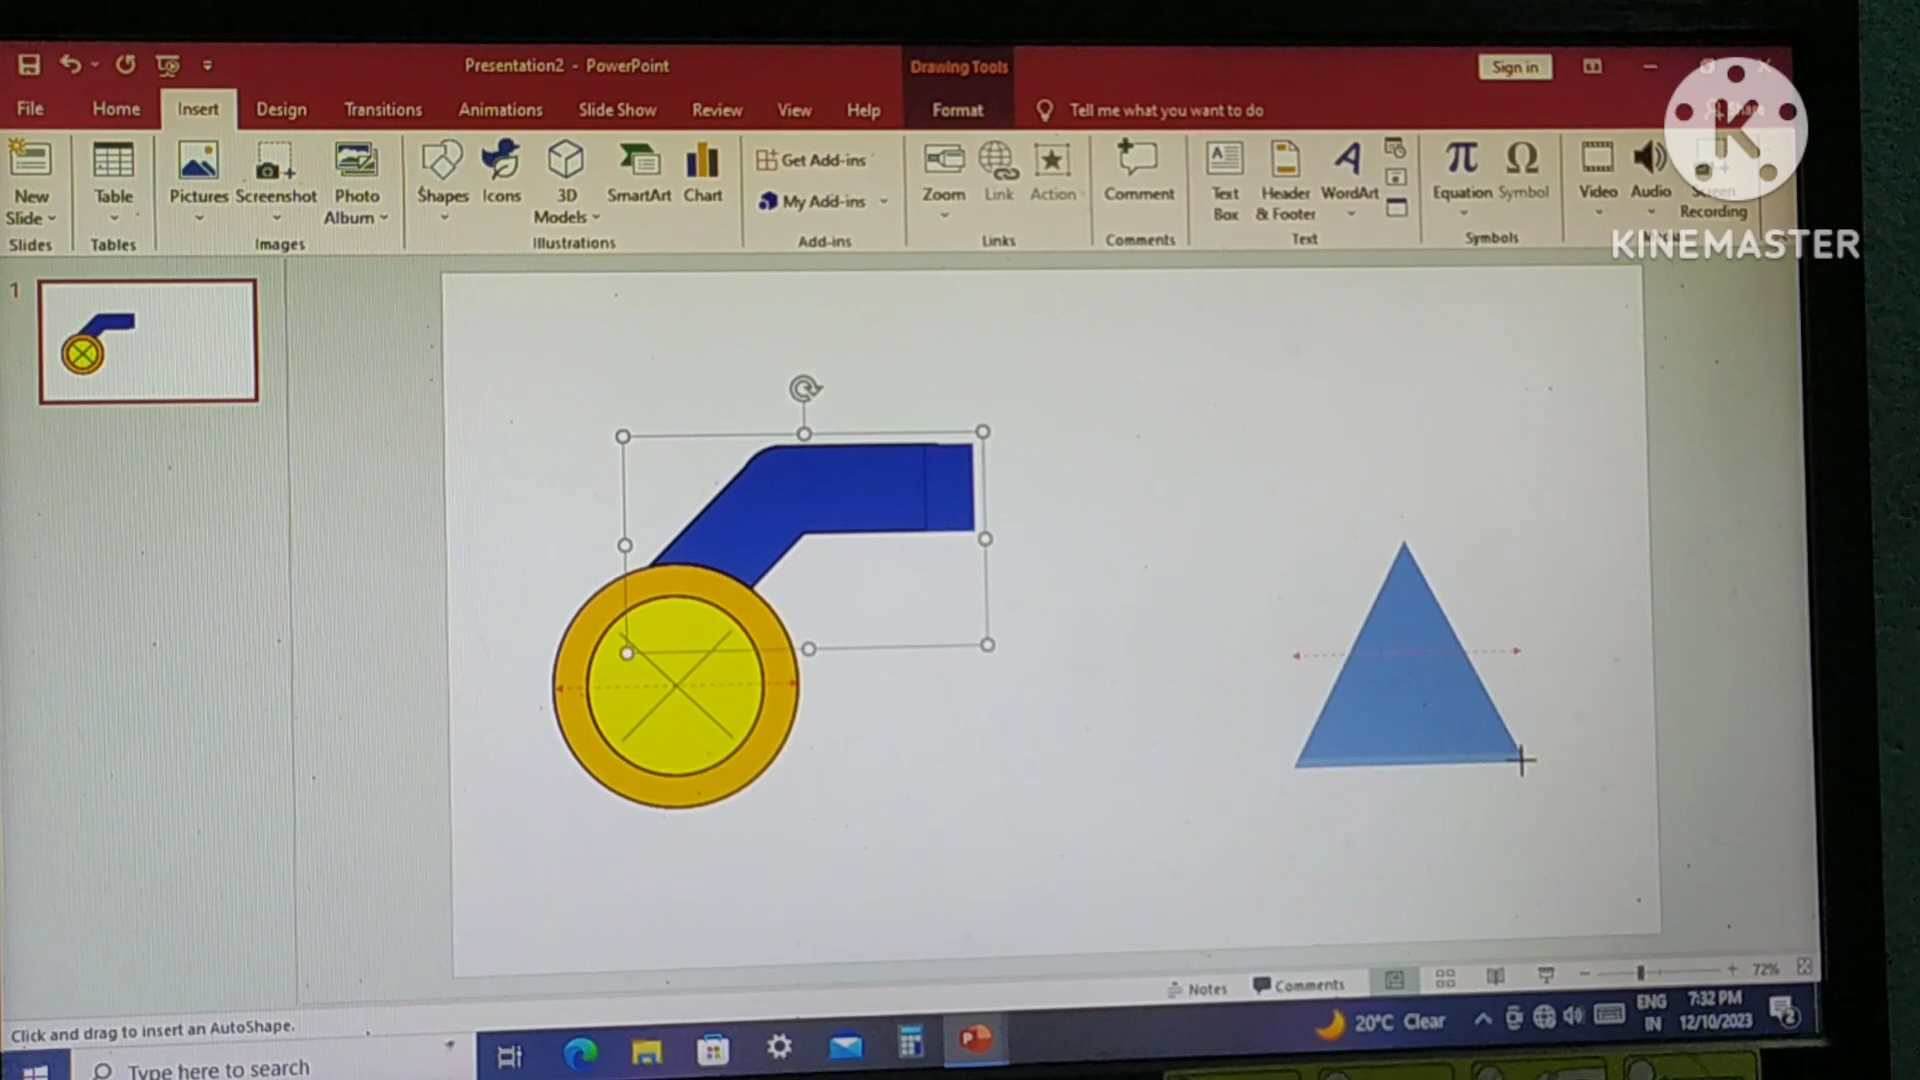 Presentation2 - PowerPoint
Drawing Tools
Sign in
File Home Insert Design Transitions Animations Slide Show Review View Help Format Tell me what you want to do
Share
New Slide
Table
Pictures
Screenshot
Photo Album
Shapes
Icons
3D Models
SmartArt
Chart
Get Add-ins
My Add-ins
Zoom
Link
Action
Comment
Text Box
Header & Footer
WordArt
Equation
Symbol
Video
Audio
Screen Recording
Slides Tables Images Illustrations Add-ins Links Comments Text Symbols
K
KINEMASTER
1
Notes Comments 72%
Click and drag to insert an AutoShape.
Type here to search
20°C Clear
ENG IN
7:32 PM
12/10/2023
2